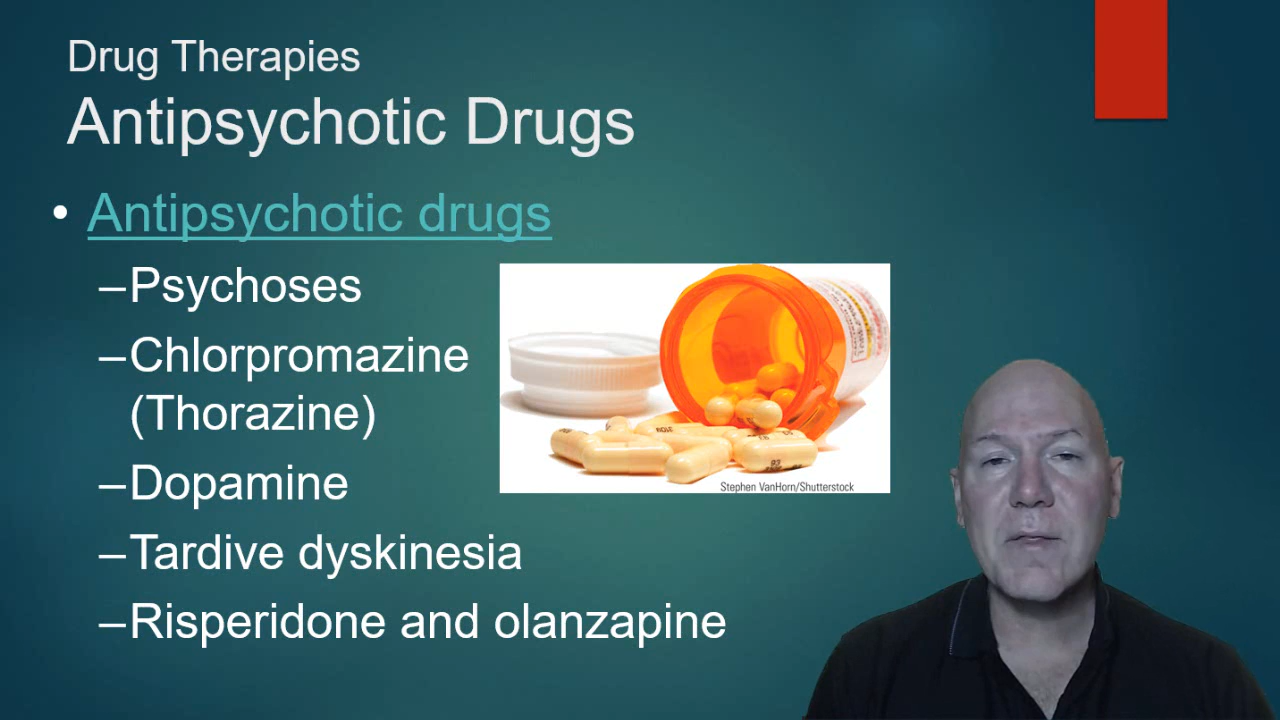 Drug Therapies
Antipsychotic Drugs
• Antipsychotic drugs
–Psychoses
–Chlorpromazine
(Thorazine)
–Dopamine
–Tardive dyskinesia
–Risperidone and olanzapine
Stephen VanHorn/Shutterstock